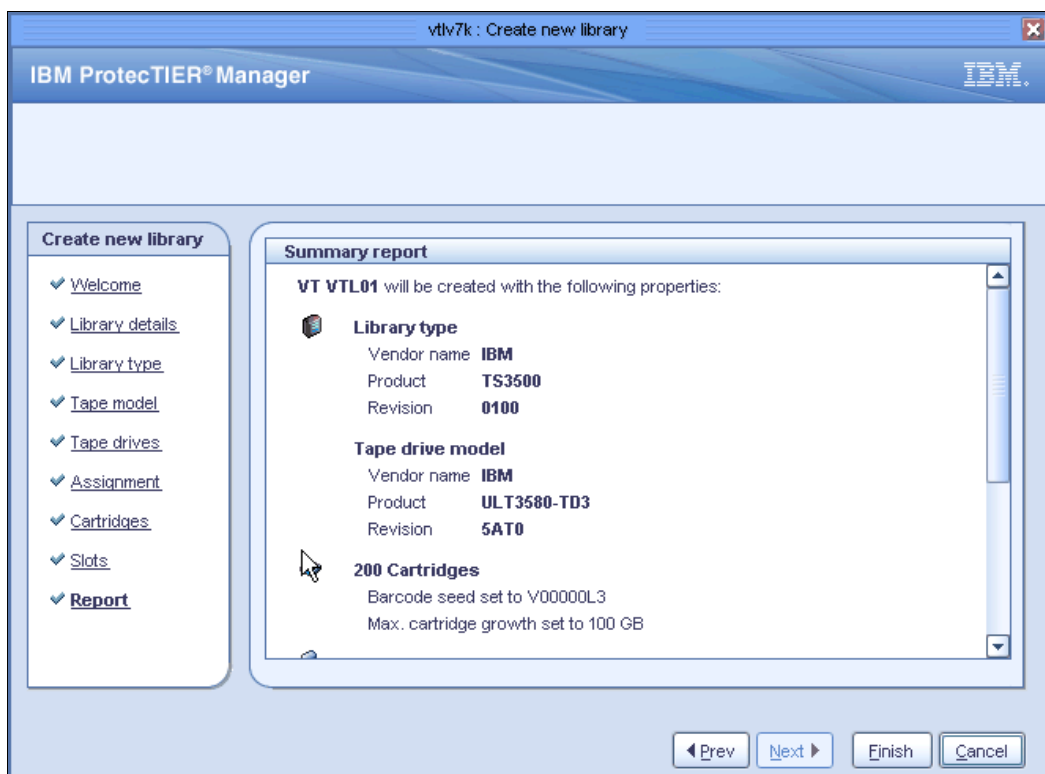 vtlv7k : Create new library
IBM ProtecTIER® Manager
IBM.
Create new library
Welcome
Library details
Library type
Tape model
Tape drives
Assignment
Cartridges
Slots
Report
Summary report
VT VTL01 will be created with the following properties:
Library type
Vendor name IBM
Product TS3500
Revision 0100
Tape drive model
Vendor name IBM
Product ULT3580-TD3
Revision 5AT0
200 Cartridges
Barcode seed set to V00000L3
Max. cartridge growth set to 100 GB
Prev Next Finish Cancel